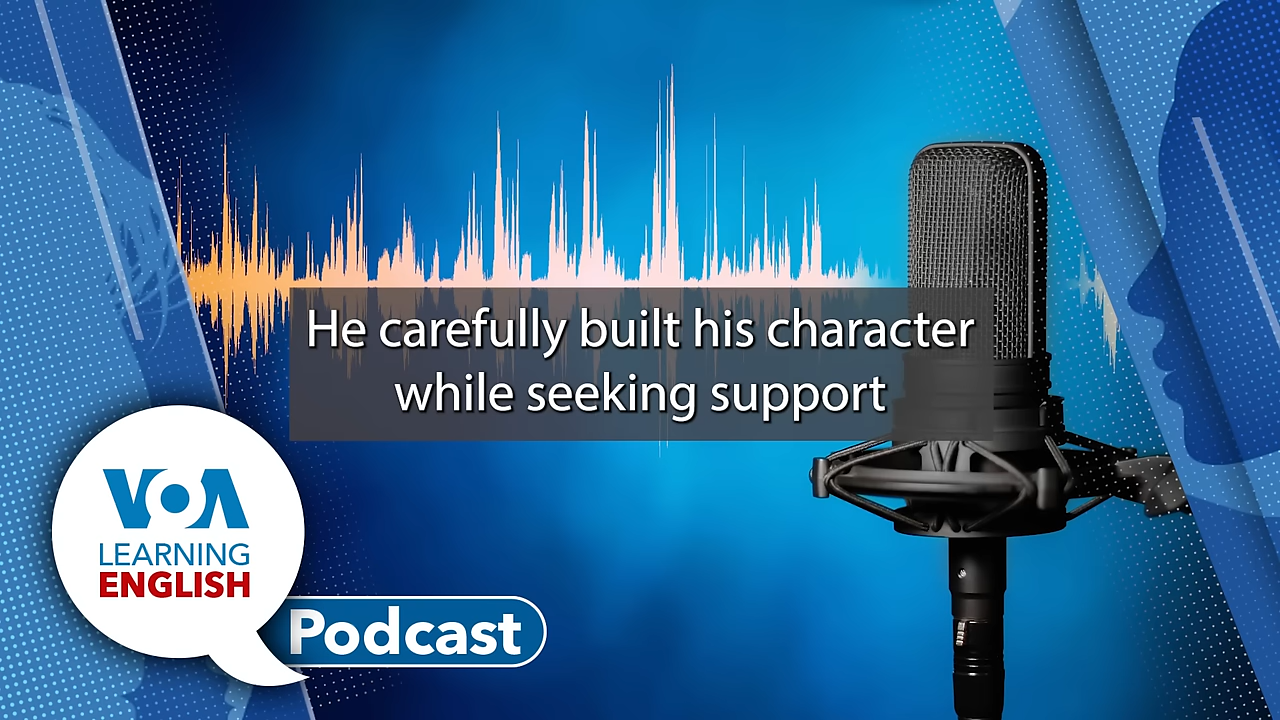 He carefully built his character
while seeking support
VOA
LEARNING
ENGLISH
Podcast